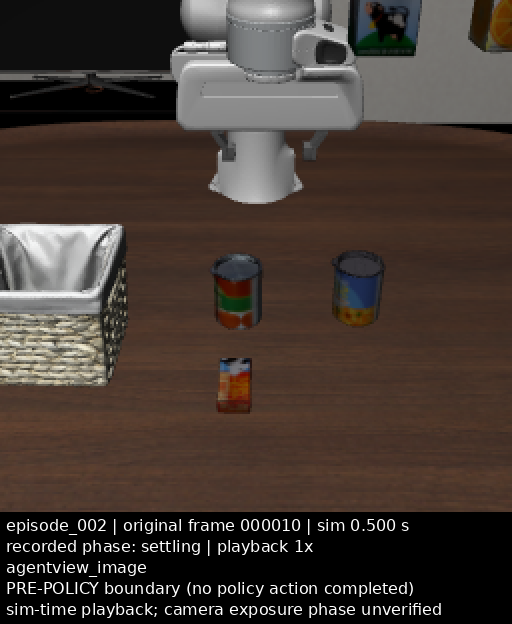 episode_002 | original frame 000010 | sim 0.500 s
recorded phase: settling | playback 1x
agentview_image
PRE-POLICY boundary (no policy action completed)
sim-time playback; camera exposure phase unverified